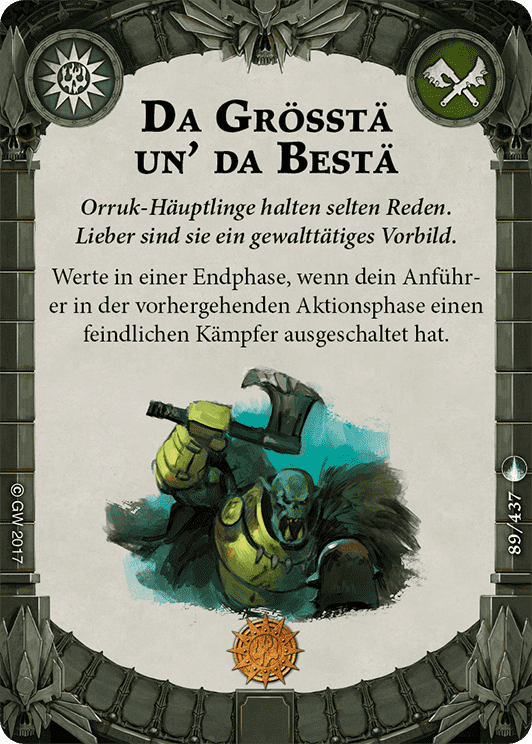 Da Grösstä
un' da Bestä
Orruk-Häuptlinge halten selten Reden.
Lieber sind sie ein gewalttätiges Vorbild.
Werte in einer Endphase, wenn dein Anführ-
er in der vorhergehenden Aktionsphase einen
feindlichen Kämpfer ausgeschaltet hat.
© GW 2017
89/437